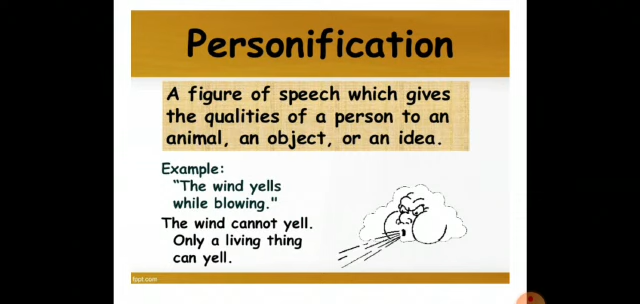 Personification
A figure of speech which gives
the qualities of a person to an
animal, an object, or an idea.
Example:
“The wind yells
while blowing."
The wind cannot yell.
Only a living thing
can yell.
fppt.com